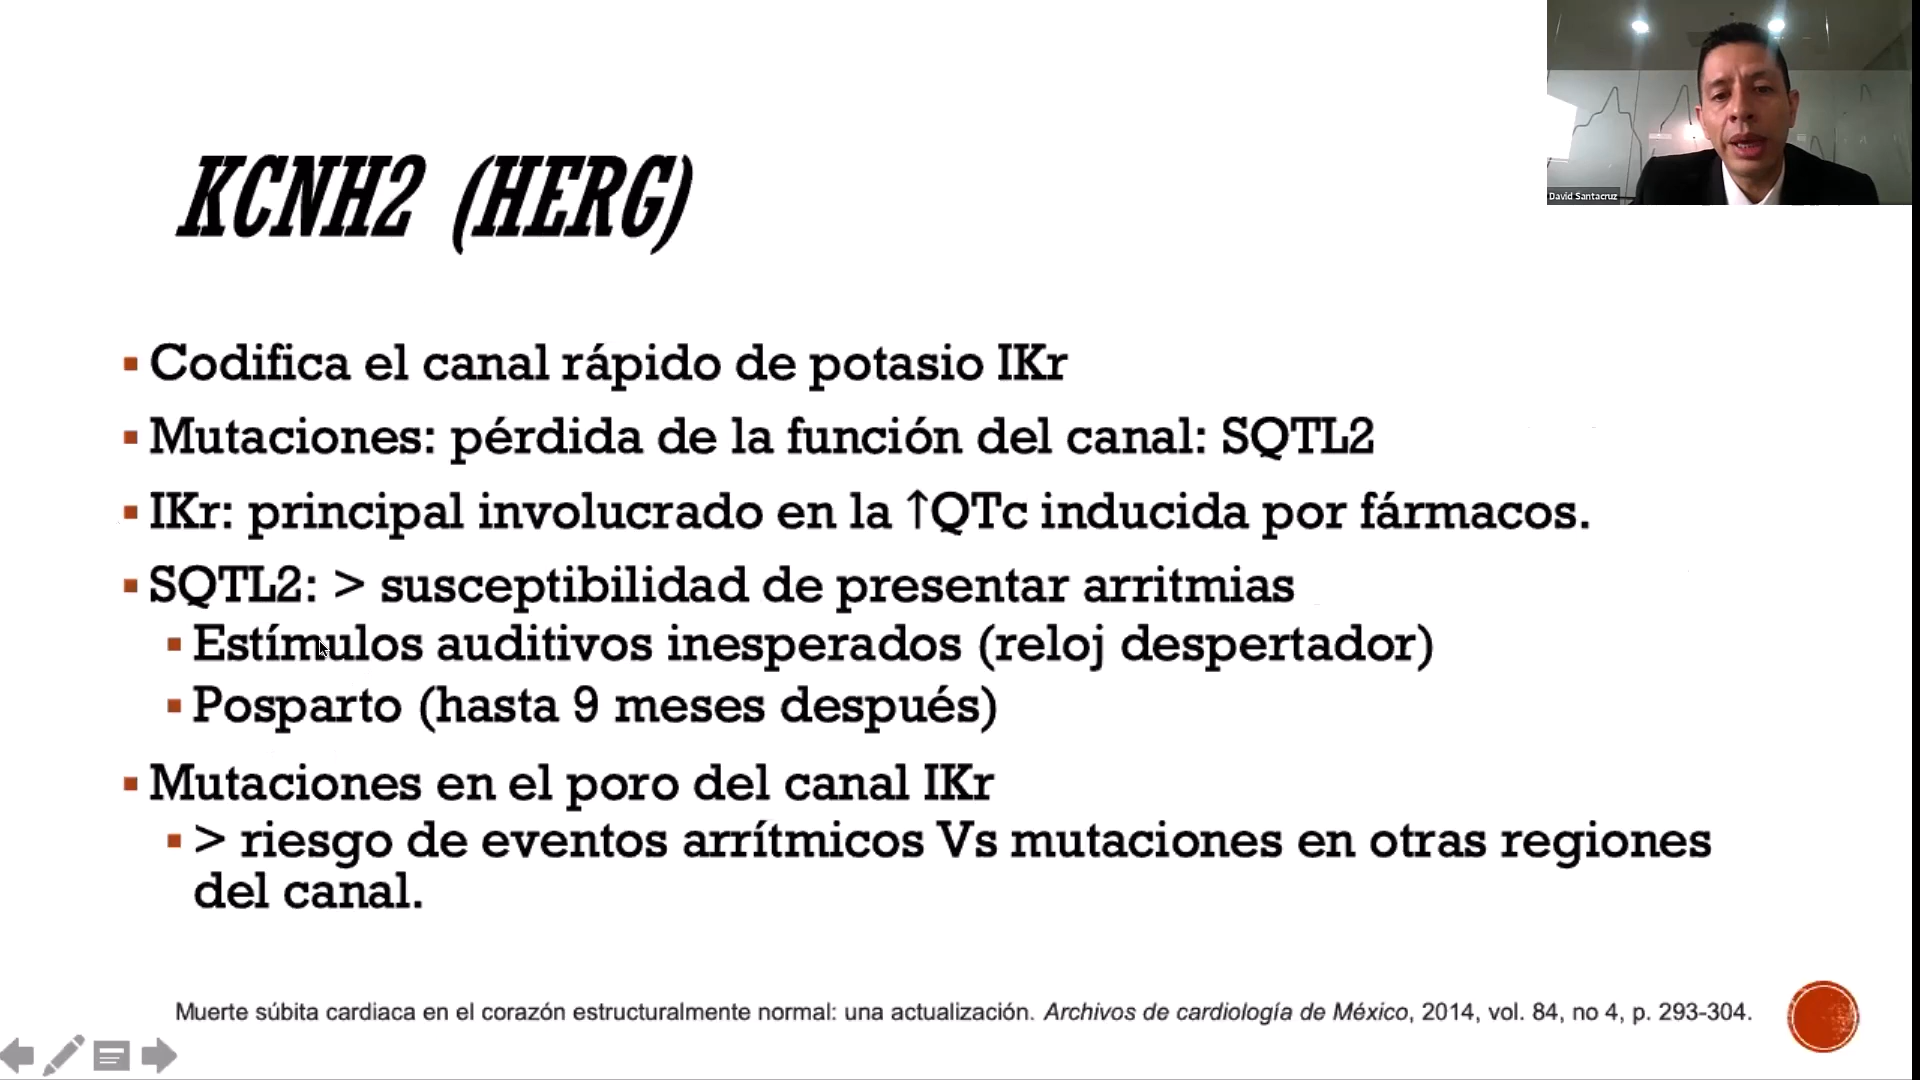 David Santacruz
KCNH2 (HERG)
Codifica el canal rápido de potasio IKr
Mutaciones: pérdida de la función del canal: SQTL2
IKr: principal involucrado en la ↑QTc inducida por fármacos.
SQTL2: > susceptibilidad de presentar arritmias
Estímulos auditivos inesperados (reloj despertador)
Posparto (hasta 9 meses después)
Mutaciones en el poro del canal IKr
> riesgo de eventos arrítmicos Vs mutaciones en otras regiones
del canal.
Muerte súbita cardiaca en el corazón estructuralmente normal: una actualización. Archivos de cardiología de México, 2014, vol. 84, no 4, p. 293-304.